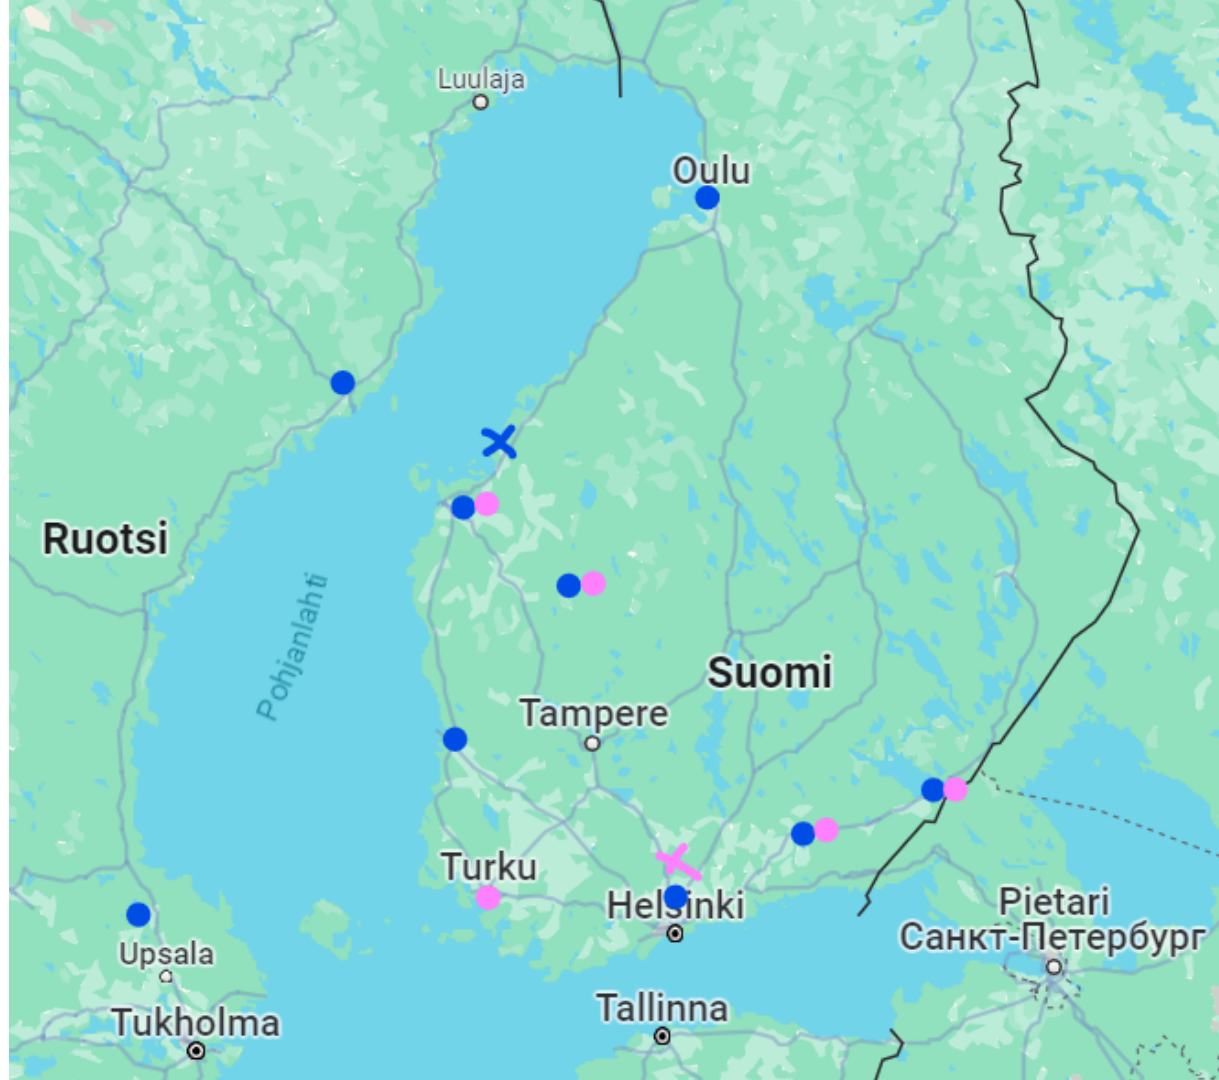 Luulaja
Oulu
Ruotsi
Pohjanlahti
Suomi
Tampere
Turku
Helsinki
Pietari
Санкт-Петербург
Upsala
Tallinna
Tukholma